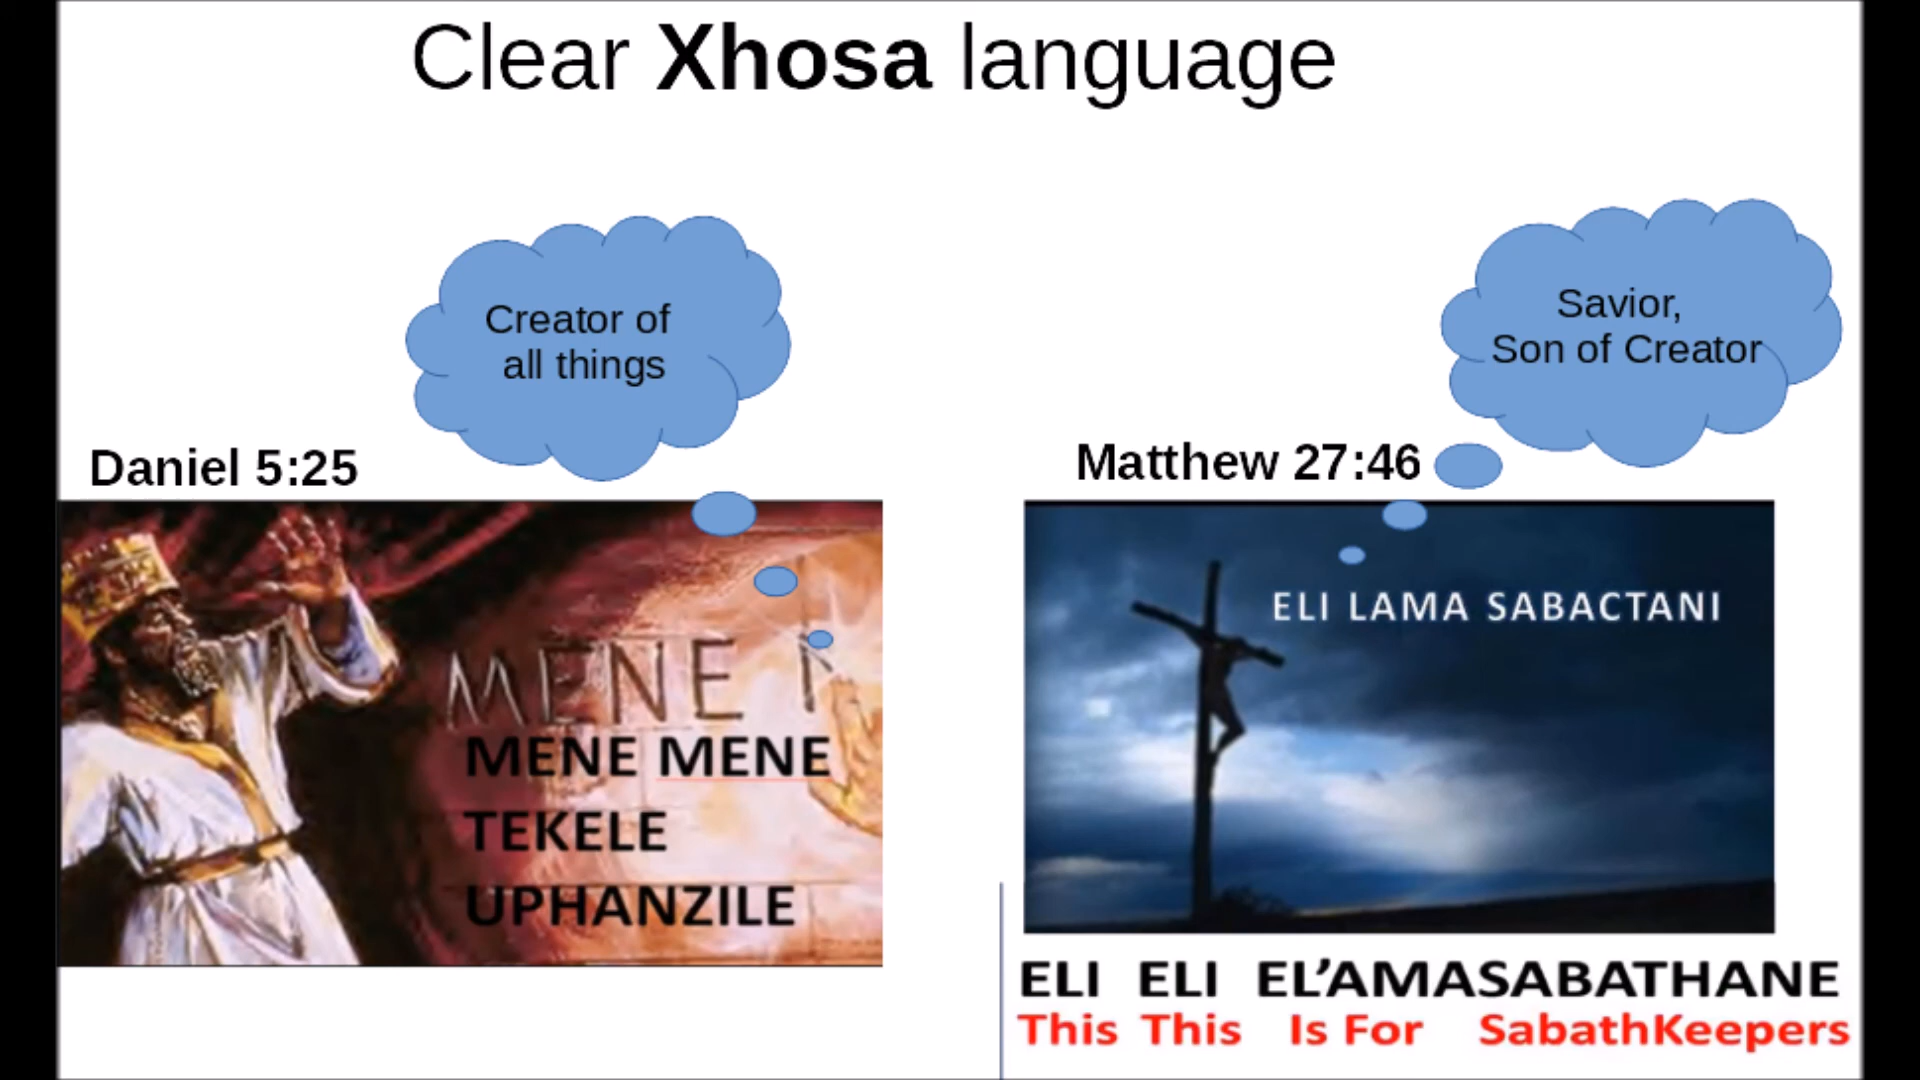 Clear Xhosa language
Creator of
all things
Savior,
Son of Creator
Daniel 5:25
Matthew 27:46
MENE
MENE MENE
TEKELE
UPHANZILE
ELI LAMA SABACTANI
ELI ELI EL’AMASABATHANE
This This Is For SabathKeepers